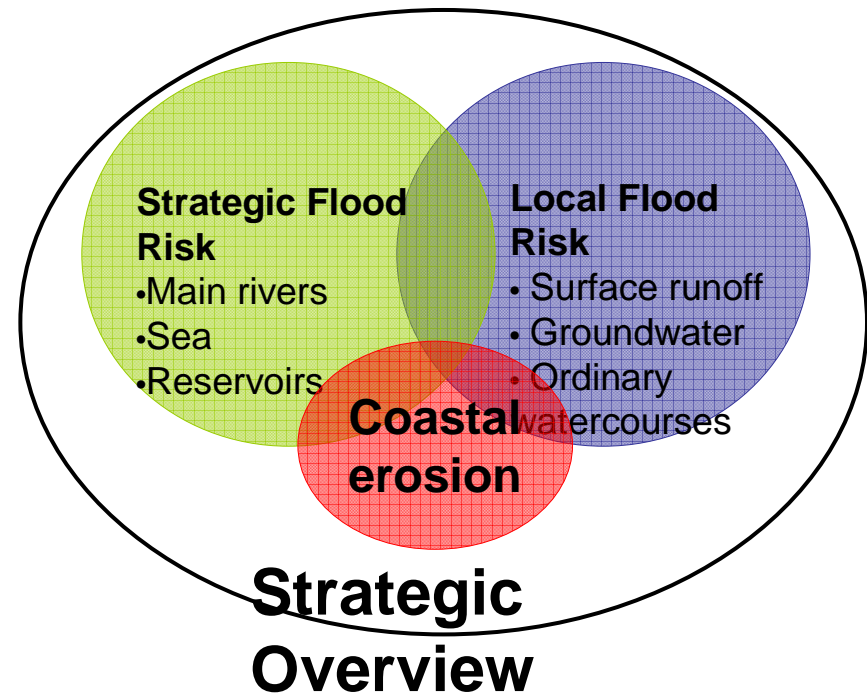 Strategic Flood
Risk
•Main rivers
•Sea
•Reservoirs
Local Flood
Risk
• Surface runoff
• Groundwater
• Ordinary
watercourses
Coastal
erosion
Strategic
Overview